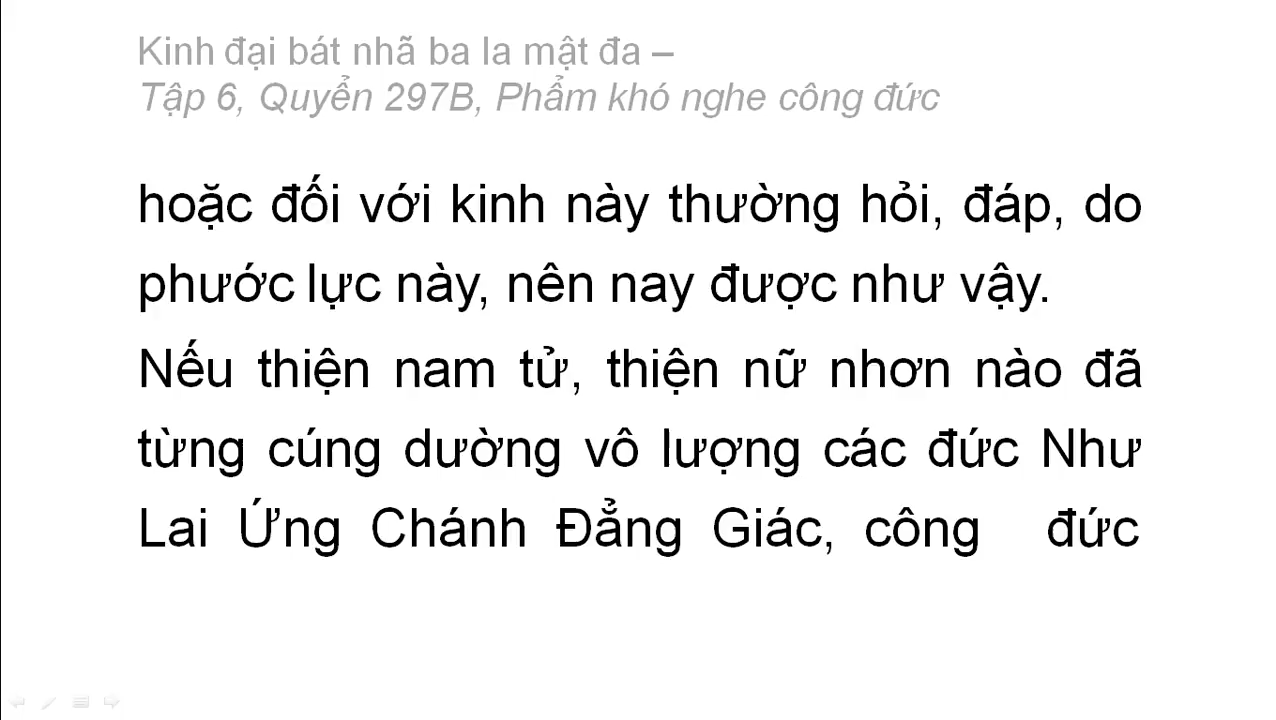 Kinh đại bát nhã ba la mật đa –
Tập 6, Quyển 297B, Phẩm khó nghe công đức
hoặc đối với kinh này thường hỏi, đáp, do
phước lực này, nên nay được như vậy.
Nếu thiện nam tử, thiện nữ nhơn nào đã
từng cúng dường vô lượng các đức Như
Lai Ứng Chánh Đẳng Giác, công đức